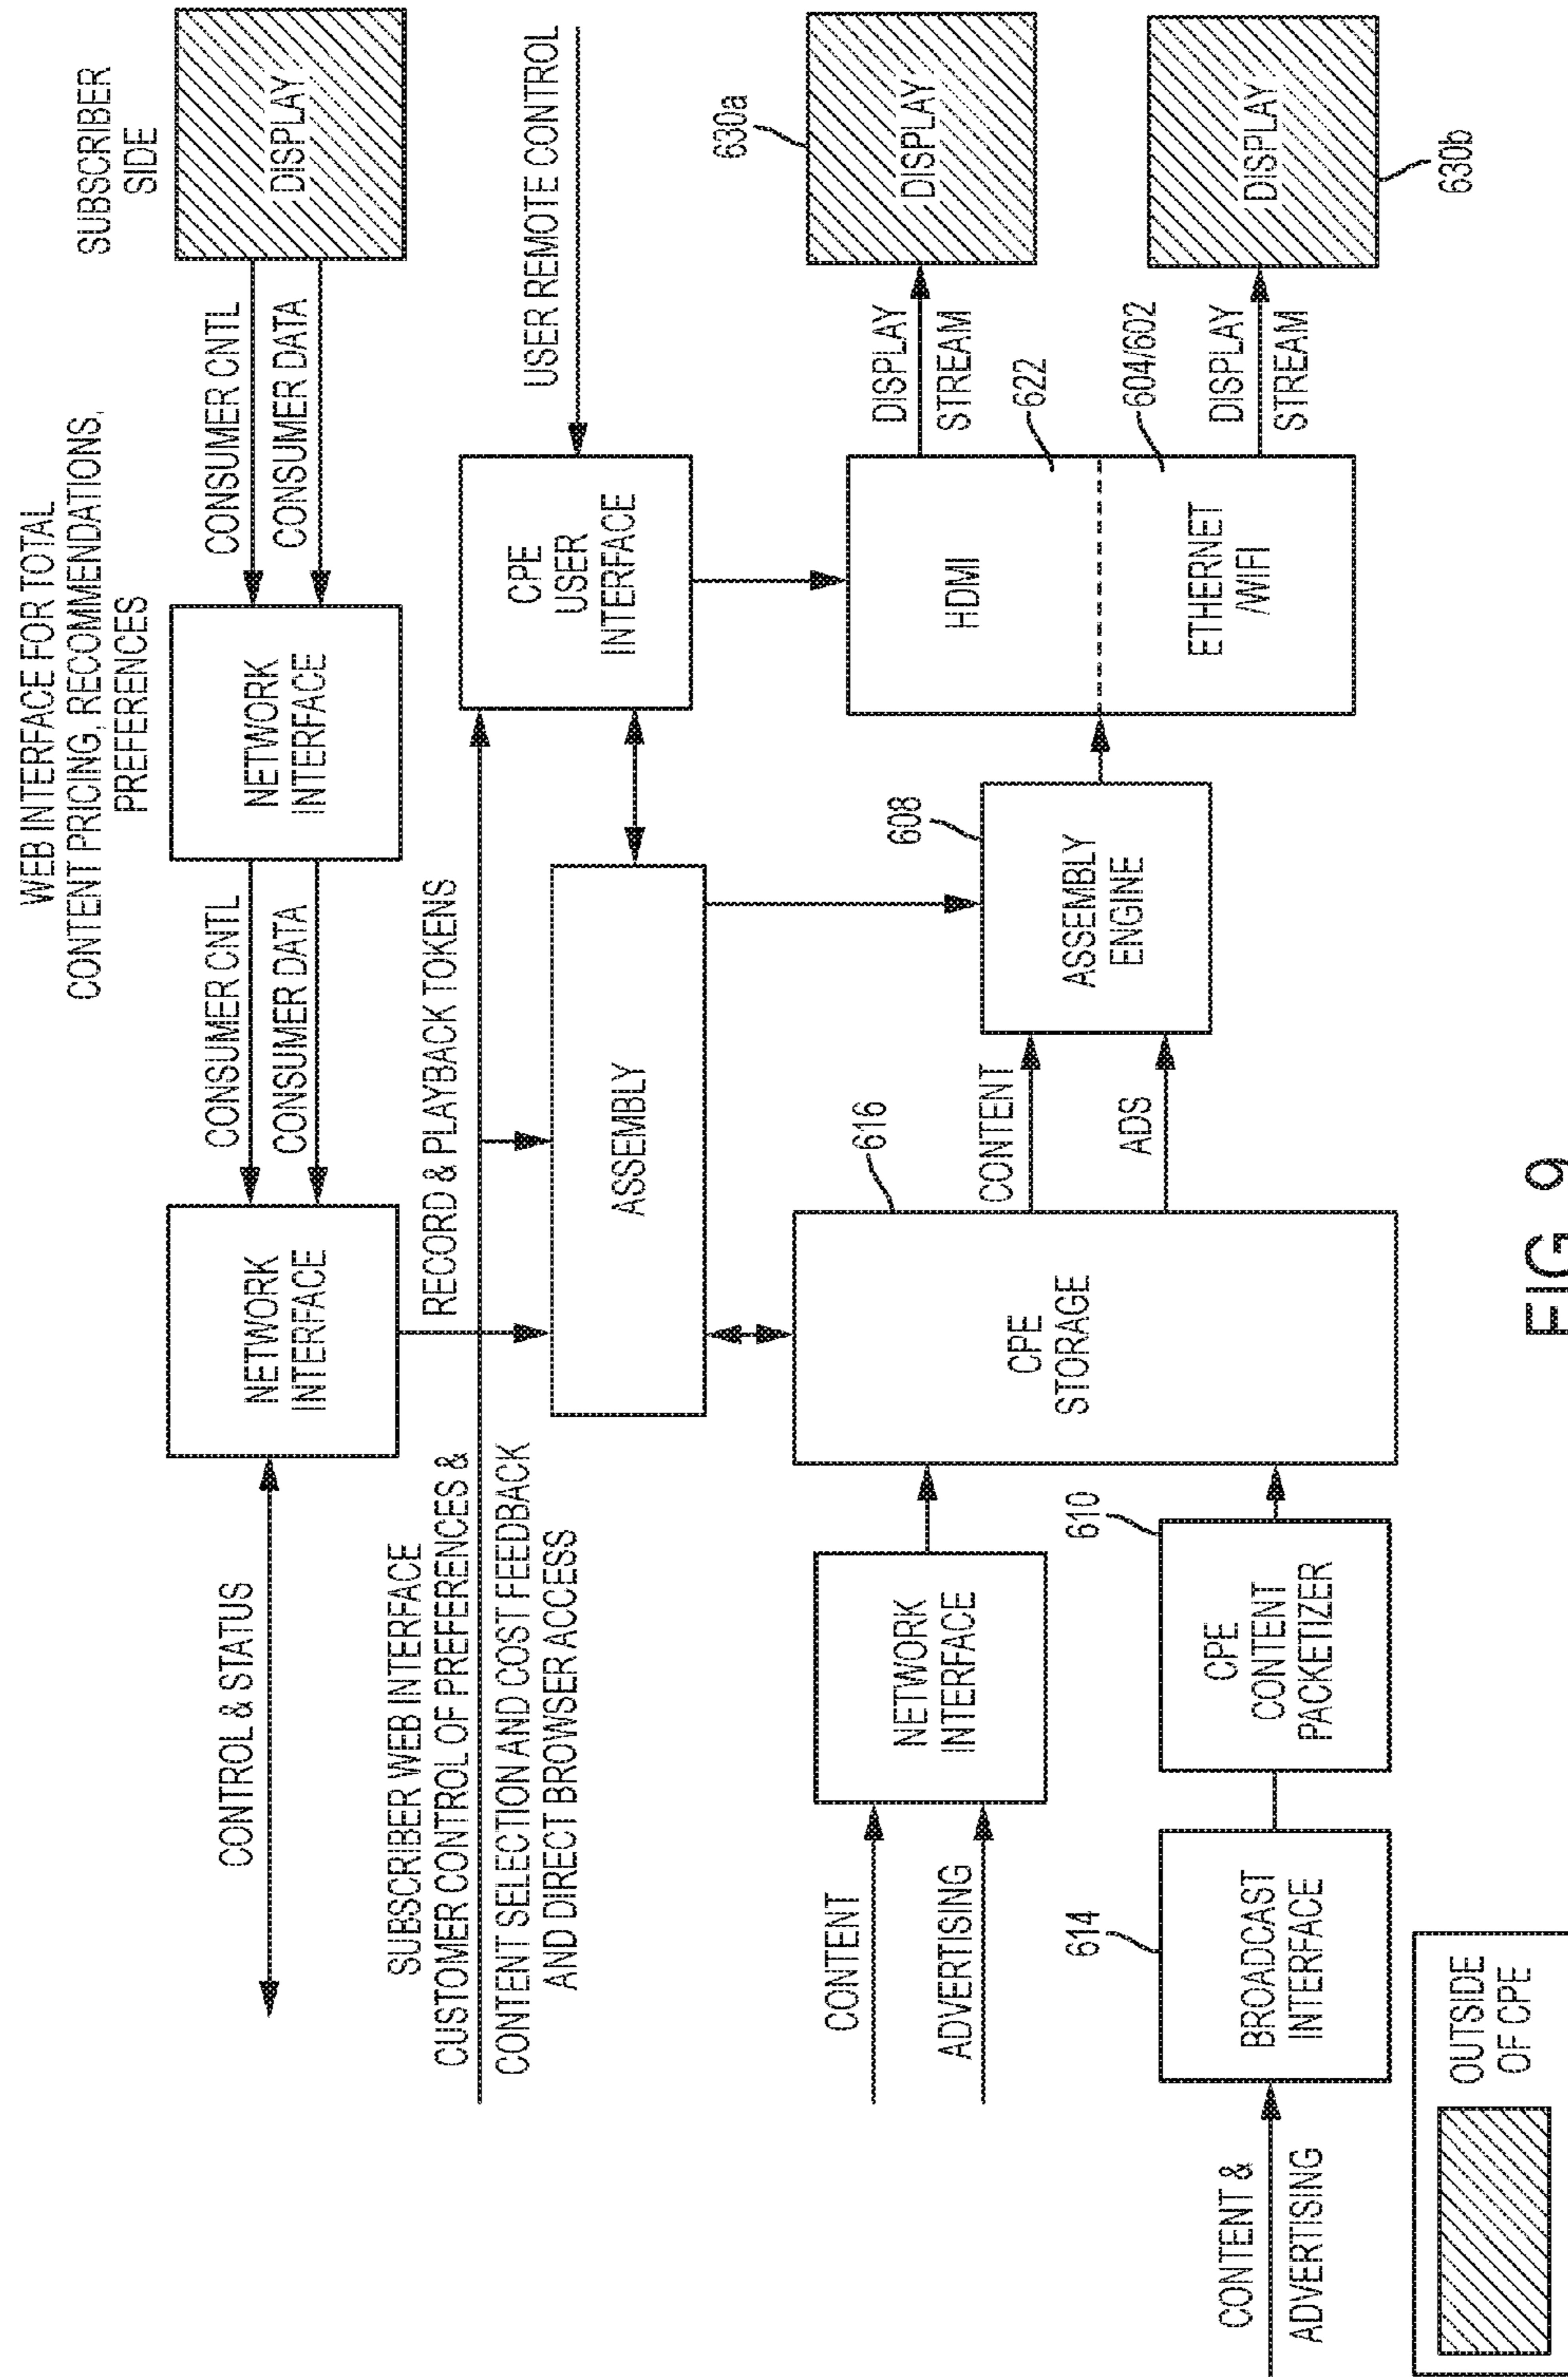 SUBSCRIBER
SIDE
WEB INTERFACE FOR TOTAL
CONTENT PRICING, RECOMMENDATIONS,
PREFERENCES
CONTROL & STATUS
NETWORK
INTERFACE
CONSUMER CNTL
CONSUMER DATA
NETWORK
INTERFACE
CONSUMER CNTL
CONSUMER DATA
DISPLAY
SUBSCRIBER WEB INTERFACE
CUSTOMER CONTROL OF PREFERENCES &
CONTENT SELECTION AND COST FEEDBACK
AND DIRECT BROWSER ACCESS
RECORD & PLAYBACK TOKENS
USER REMOTE CONTROL
CPE
USER
INTERFACE
ASSEMBLY
CONTENT
ADVERTISING
NETWORK
INTERFACE
CPE
STORAGE
616
CONTENT
ADS
608
ASSEMBLY
ENGINE
HDMI
622
ETHERNET
/WIFI
604/602
DISPLAY
STREAM
630a
DISPLAY
DISPLAY
STREAM
DISPLAY
630b
CONTENT &
ADVERTISING
614
BROADCAST
INTERFACE
610
CPE
CONTENT
PACKETIZER
OUTSIDE
OF CPE
FIG. 9